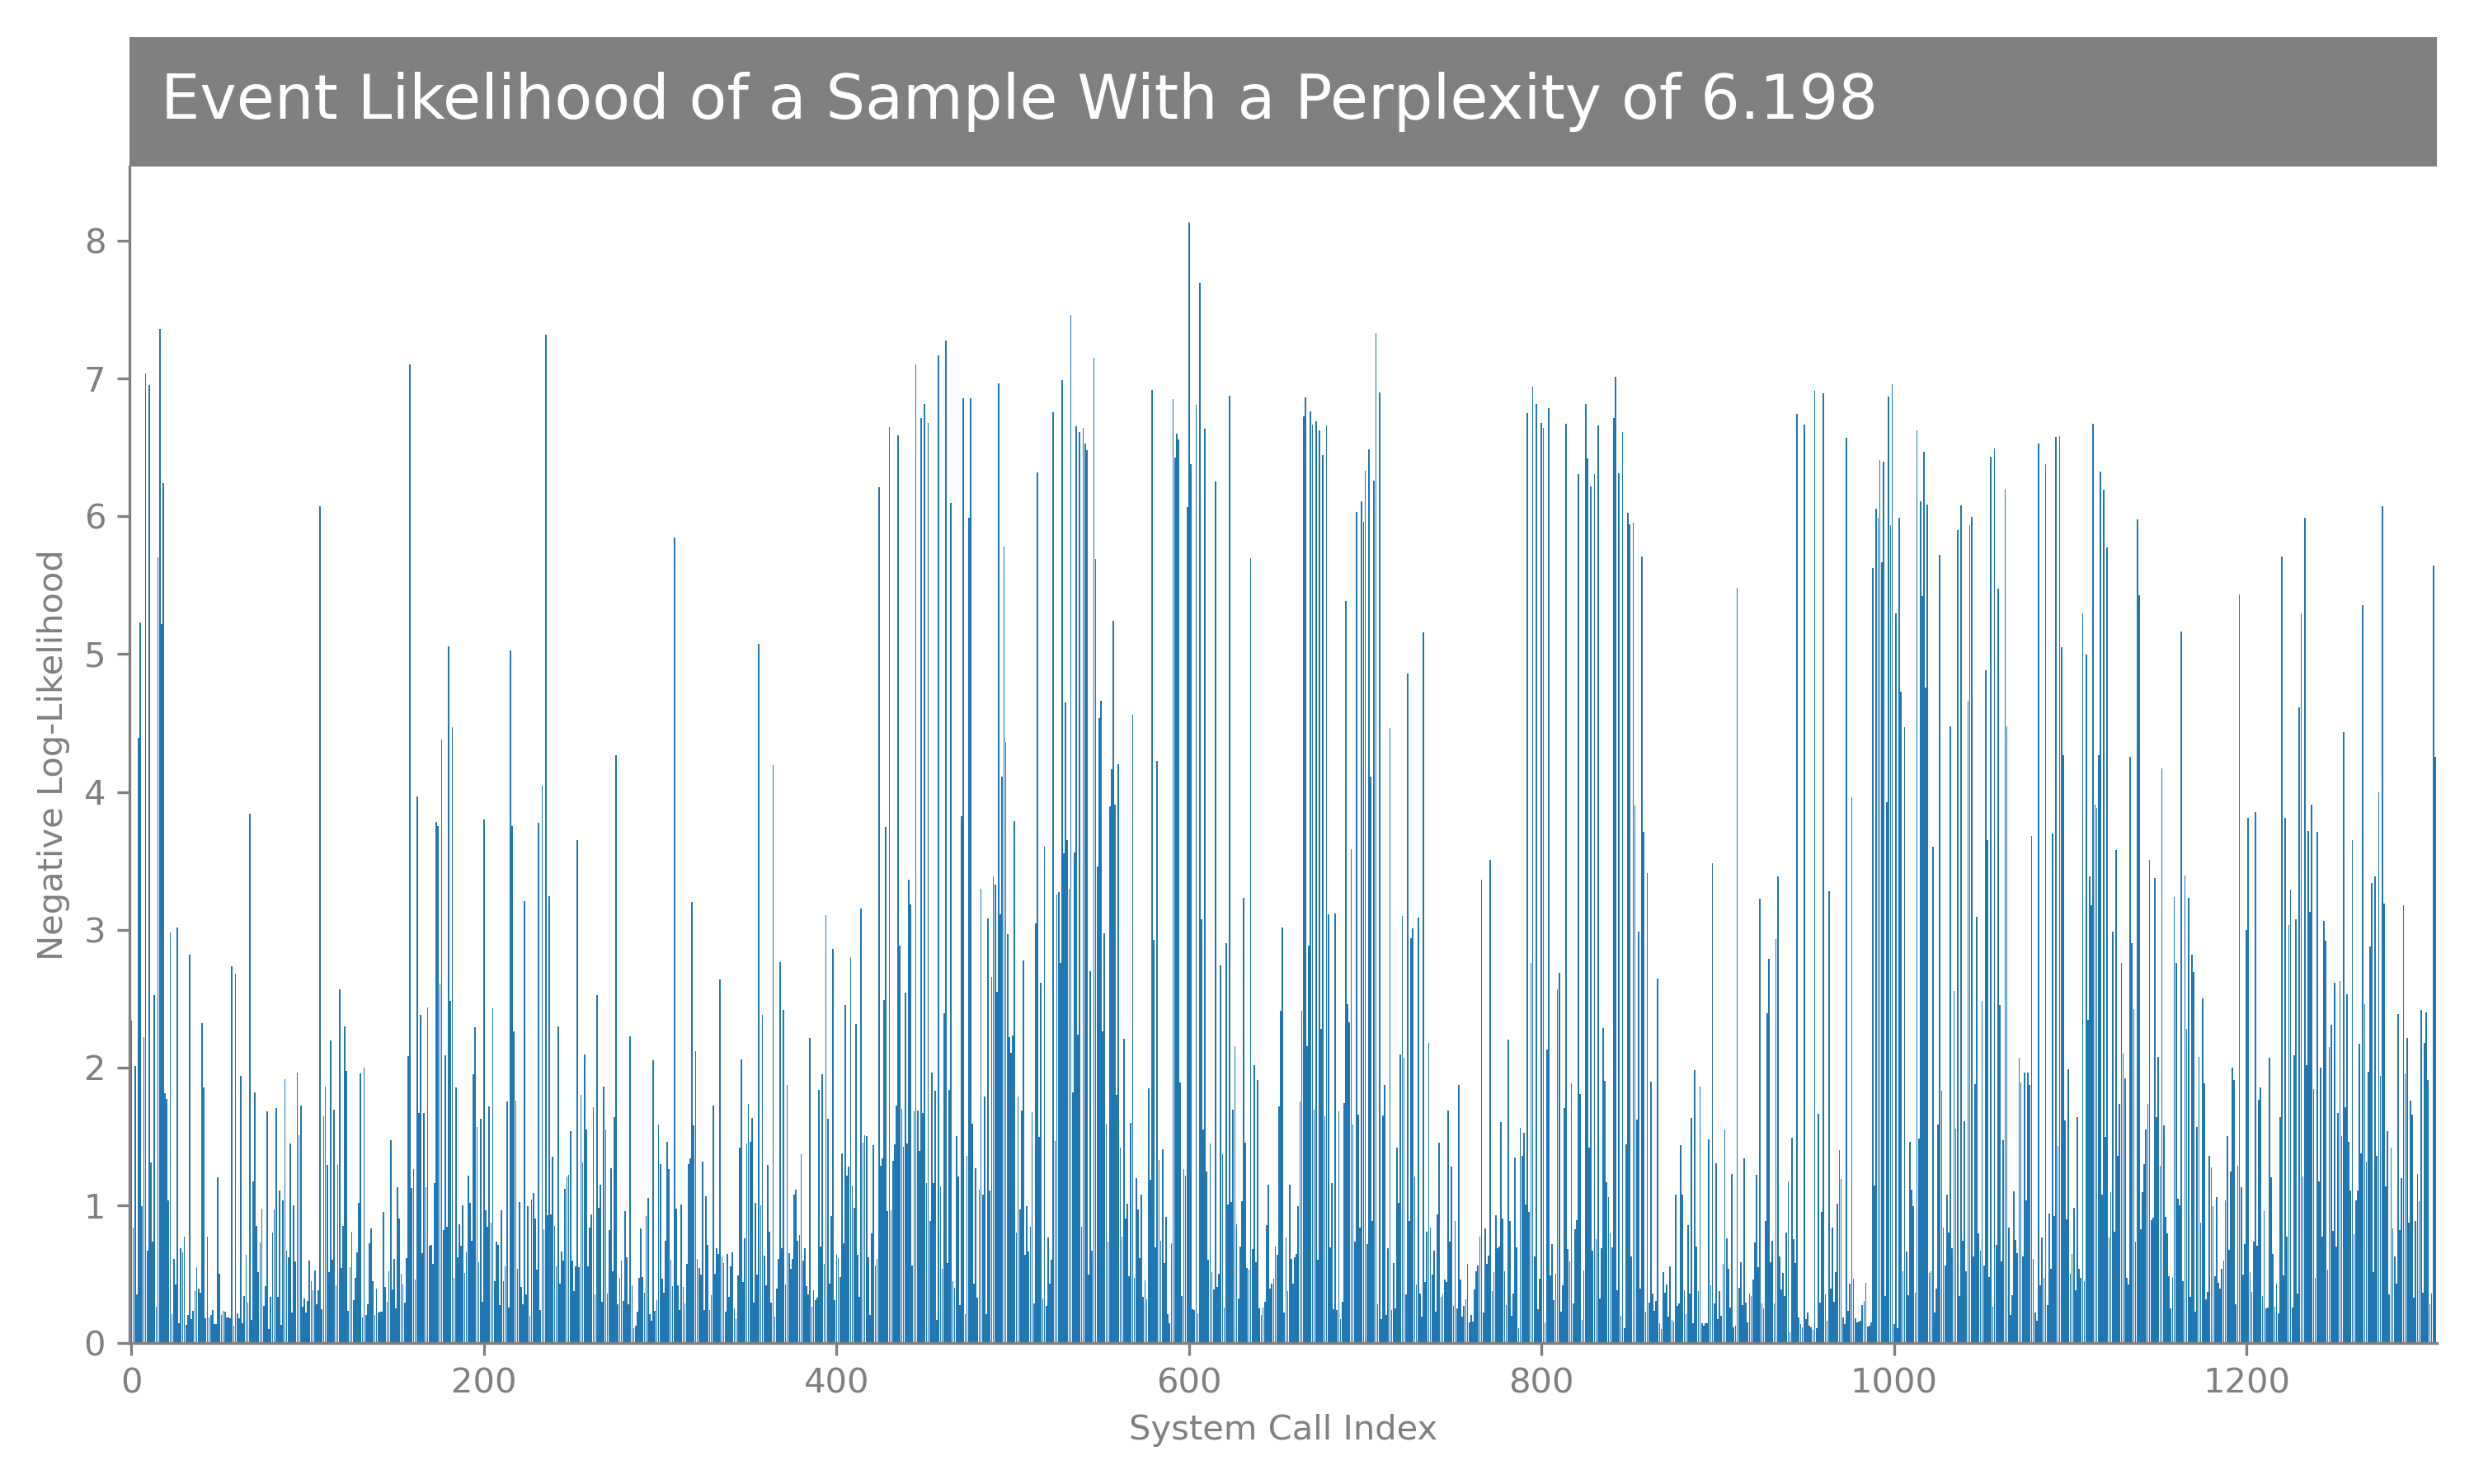 Event Likelihood of a Sample With a Perplexity of 6.198
8
7
6
5
4
3
2
1
0
Negative Log-Likelihood
0 200 400 600 800 1000 1200
System Call Index